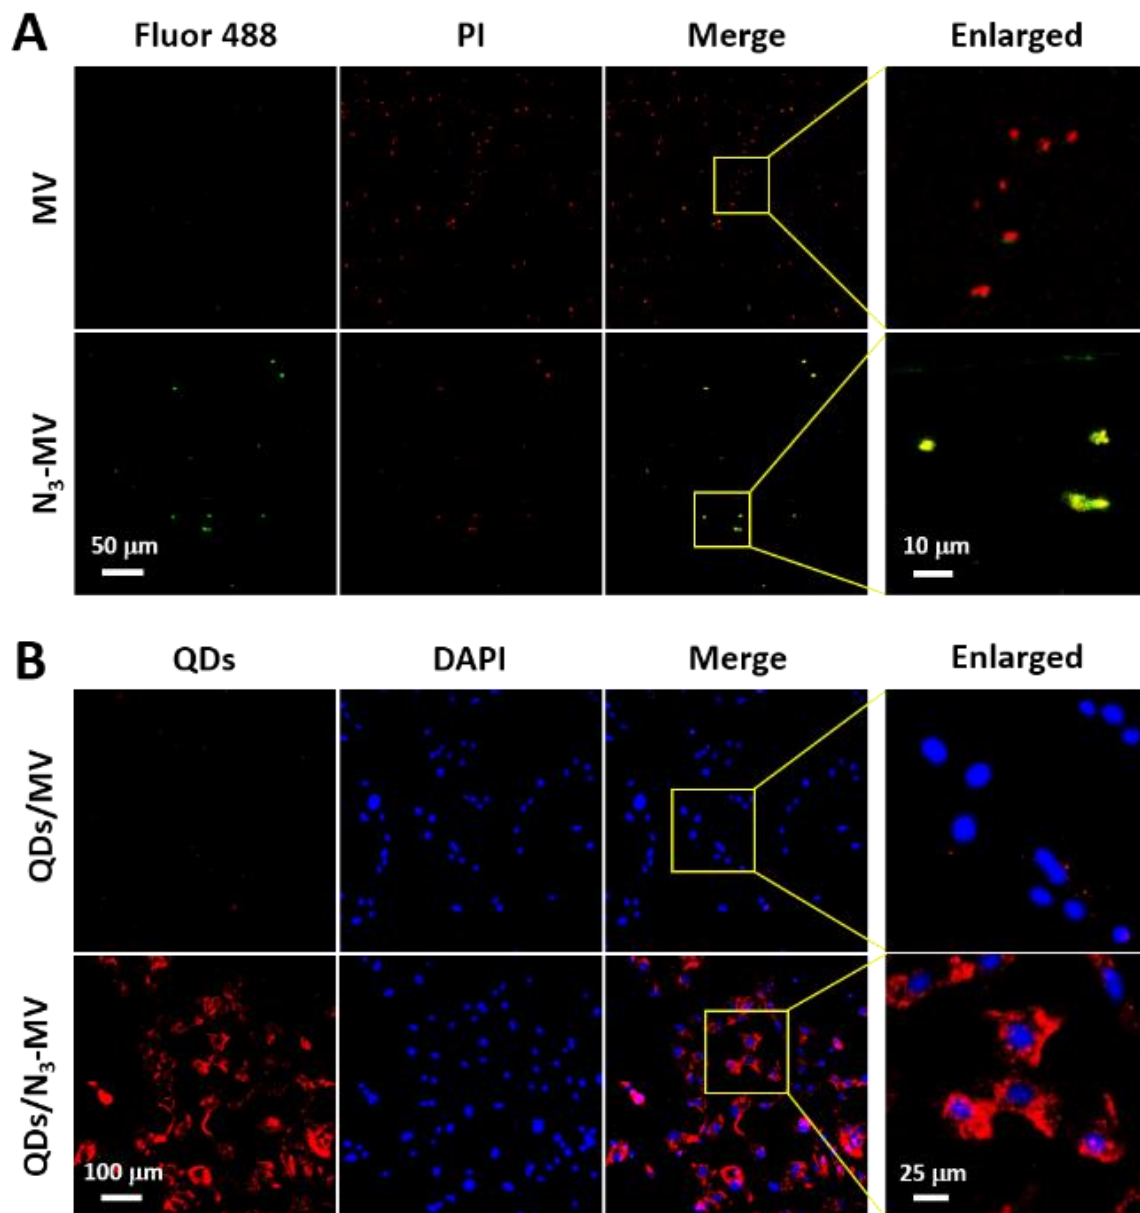 A
Fluor 488 PI Merge Enlarged
MV
N₃-MV
50 μm 10 μm
B
QDs DAPI Merge Enlarged
QDs/MV
QDs/N₃-MV
100 μm 25 μm